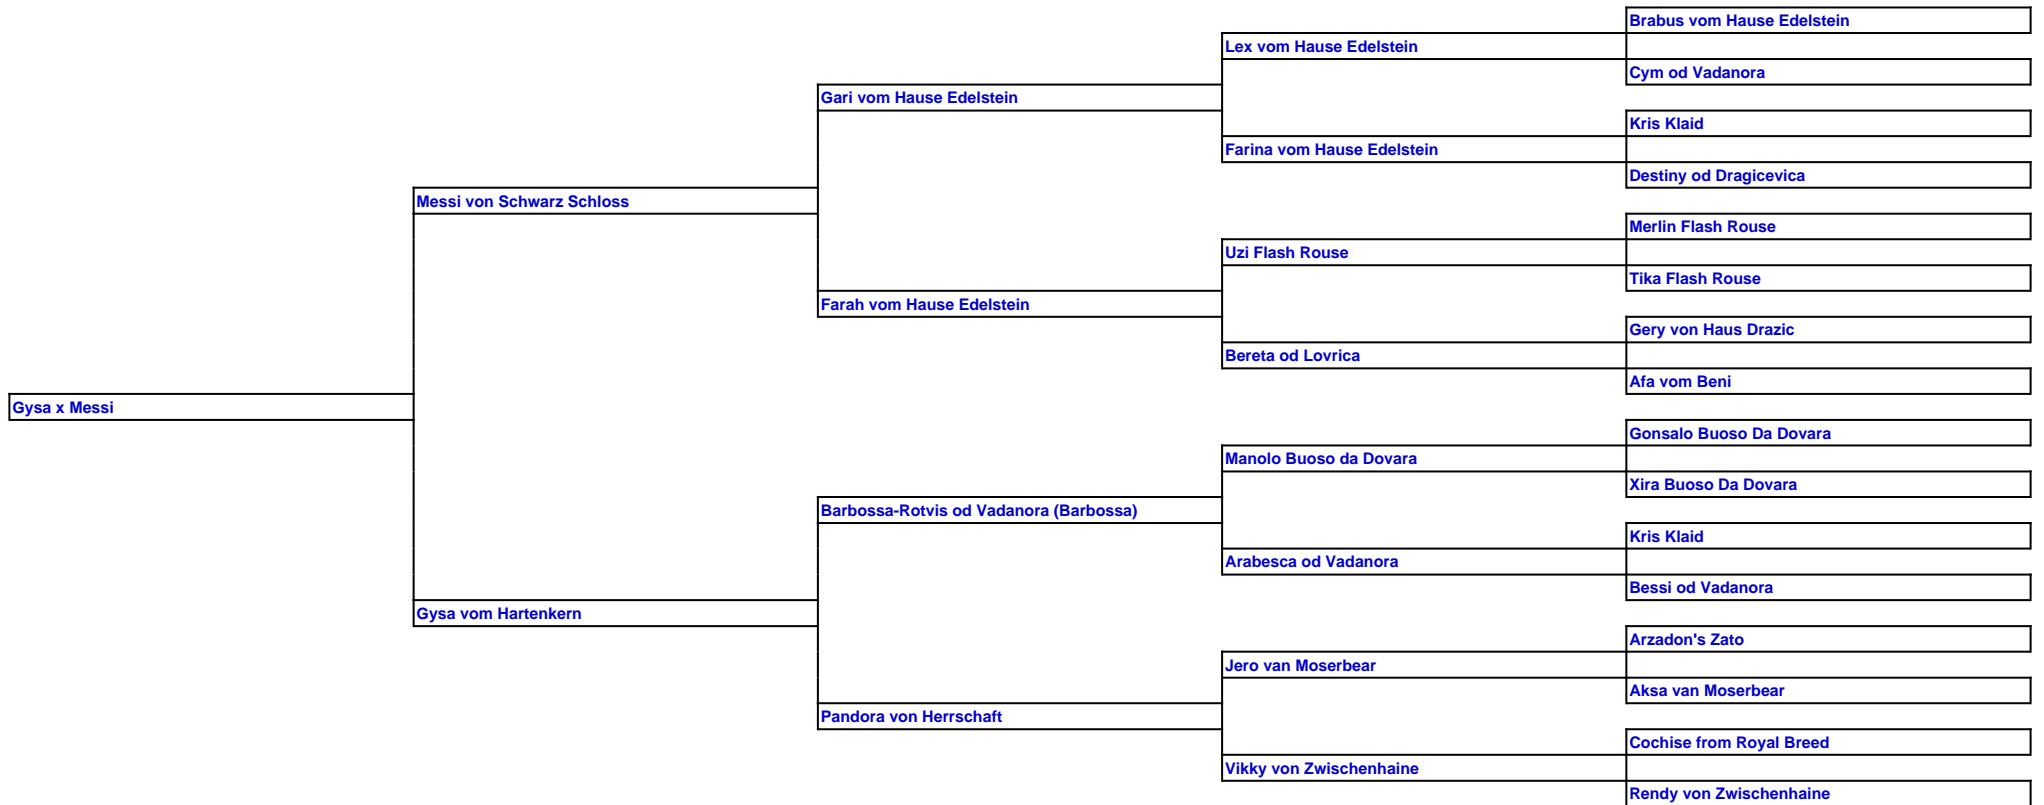 Brabus vom Hause Edelstein
Lex vom Hause Edelstein
Cym od Vadanora
Gari vom Hause Edelstein
Kris Klaid
Farina vom Hause Edelstein
Destiny od Dragicevica
Messi von Schwarz Schloss
Merlin Flash Rouse
Uzi Flash Rouse
Tika Flash Rouse
Farah vom Hause Edelstein
Gery von Haus Drazic
Bereta od Lovrica
Afa vom Beni
Gysa x Messi
Gonsalo Buoso Da Dovara
Manolo Buoso da Dovara
Xira Buoso Da Dovara
Barbossa-Rotvis od Vadanora (Barbossa)
Kris Klaid
Arabesca od Vadanora
Bessi od Vadanora
Gysa vom Hartenkern
Arzadon's Zato
Jero van Moserbear
Aksa van Moserbear
Pandora von Herrschaft
Cochise from Royal Breed
Vikky von Zwischenhaine
Rendy von Zwischenhaine